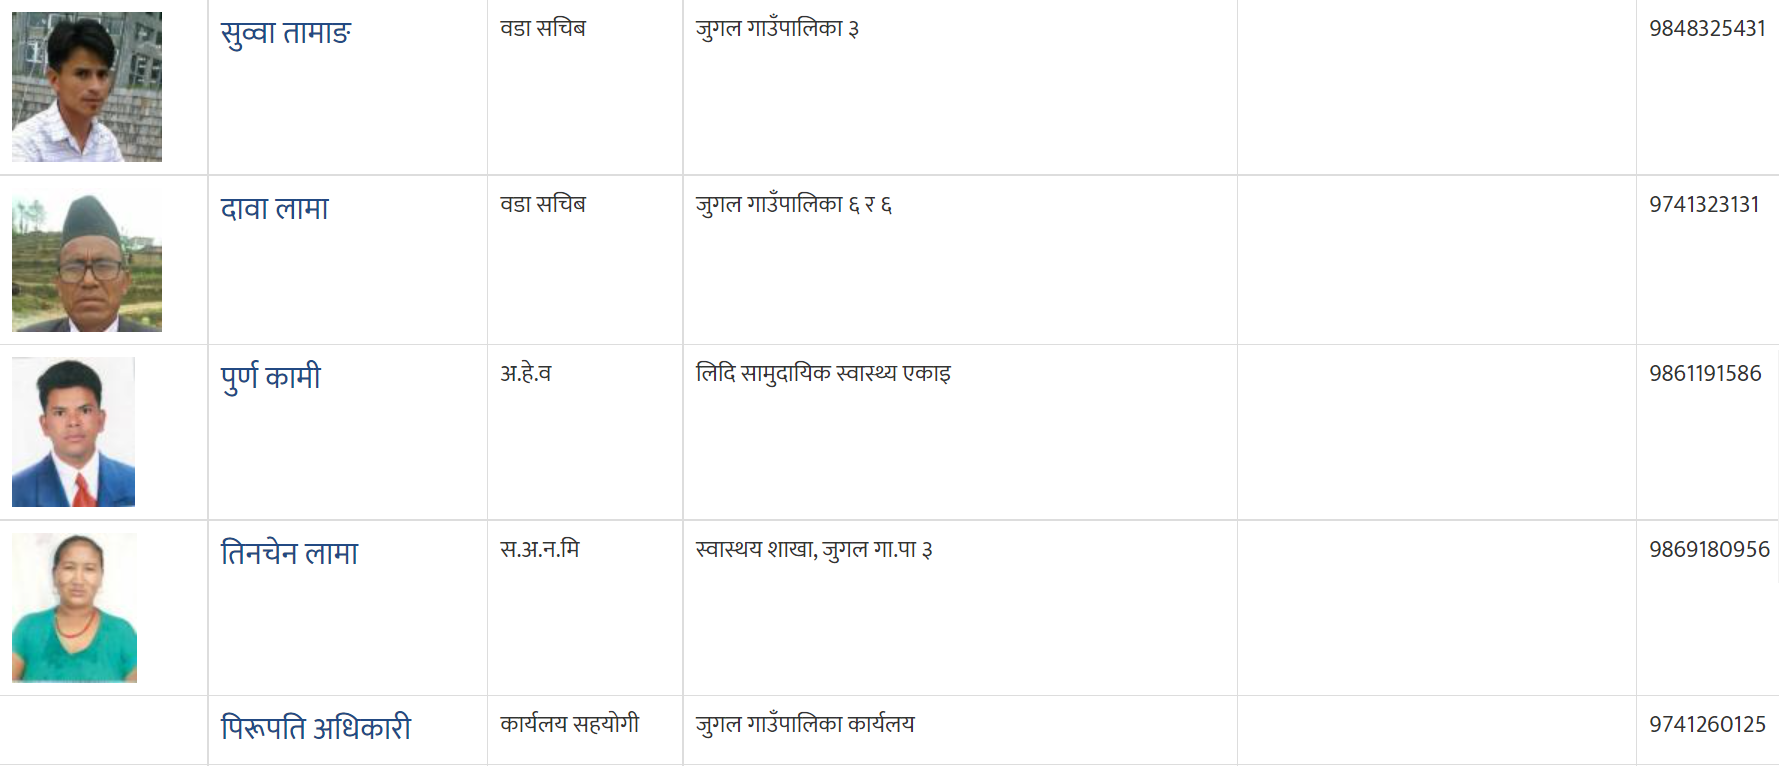 सुव्वा तामाङ वडा सचिब जुगल गाउँपालिका ३ 9848325431
दावा लामा वडा सचिब जुगल गाउँपालिका ६ र ६ 9741323131
पुर्ण कामी अ.हे.व लिदि सामुदायिक स्वास्थ्य एकाइ 9861191586
तिनचेन लामा स.अ.न.मि स्वास्थय शाखा, जुगल गा.पा ३ 9869180956
पिरूपति अधिकारी कार्यलय सहयोगी जुगल गाउँपालिका कार्यलय 9741260125